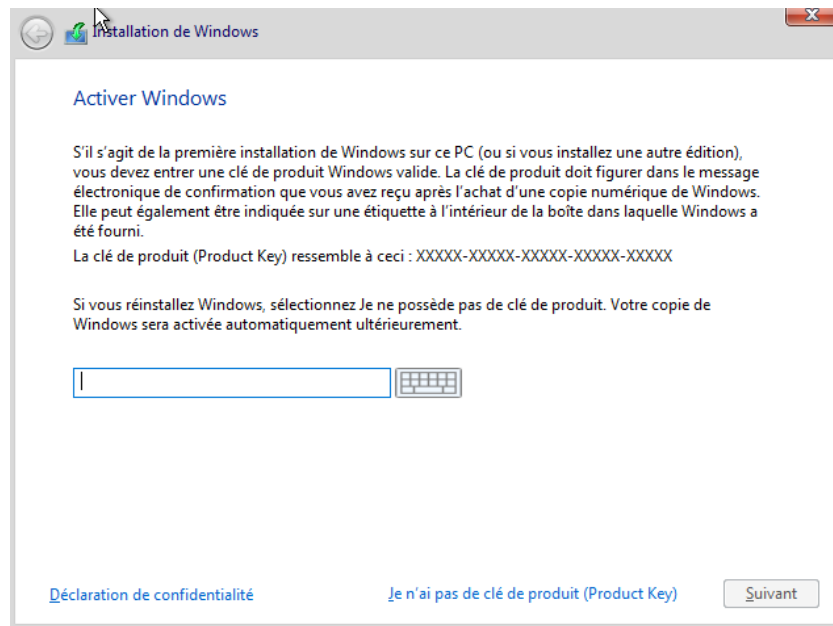 Installation de Windows
Activer Windows
S'il s'agit de la première installation de Windows sur ce PC (ou si vous installez une autre édition),
vous devez entrer une clé de produit Windows valide. La clé de produit doit figurer dans le message
électronique de confirmation que vous avez reçu après l'achat d'une copie numérique de Windows.
Elle peut également être indiquée sur une étiquette à l'intérieur de la boîte dans laquelle Windows a
été fourni.
La clé de produit (Product Key) ressemble à ceci : XXXXX-XXXXX-XXXXX-XXXXX-XXXXX
Si vous réinstallez Windows, sélectionnez Je ne possède pas de clé de produit. Votre copie de
Windows sera activée automatiquement ultérieurement.
Déclaration de confidentialité Je n'ai pas de clé de produit (Product Key) Suivant